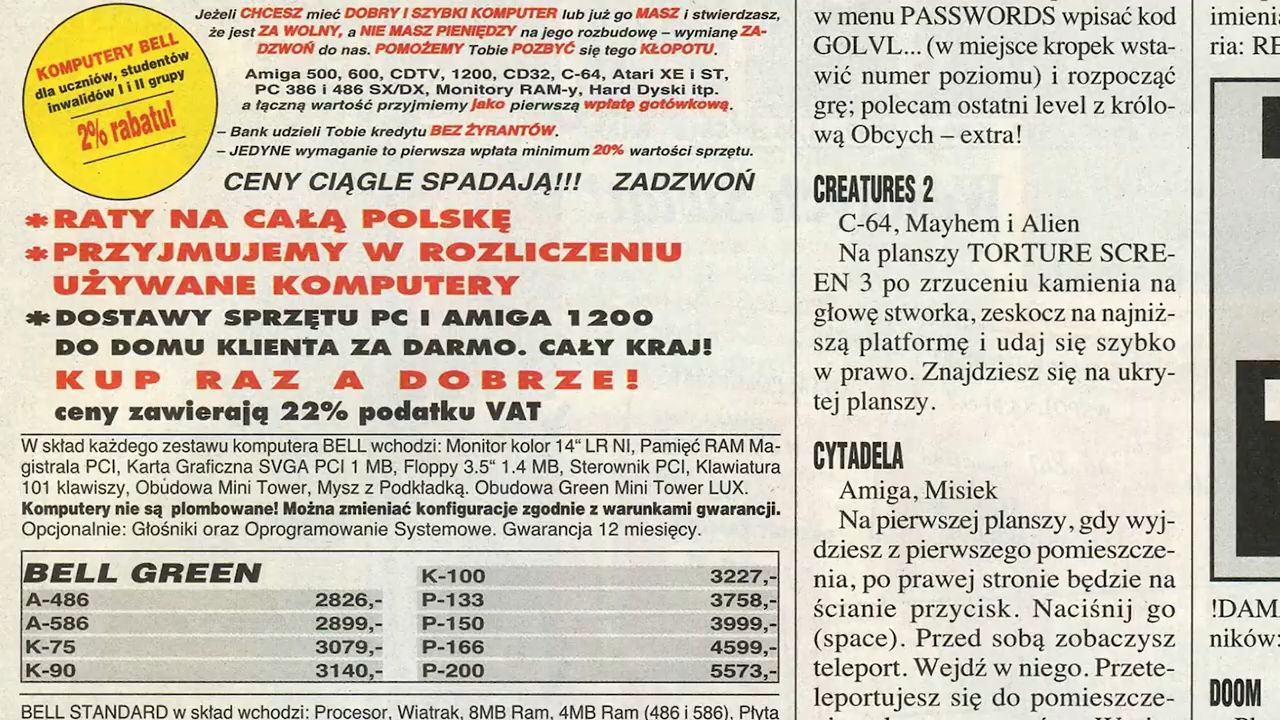 KOMPUTERY BELL
dla uczniów, studentów
inwalidów I i II grupy
2% rabatu!
Jeżeli CHCESZ mieć DOBRY I SZYBKI KOMPUTER lub już go MASZ i stwierdzasz,
że jest ZA WOLNY, a NIE MASZ PIENIĘDZY na jego rozbudowę – wymianę ZA-
DZWOŃ do nas. POMOŻEMY Tobie POZBYĆ się tego KŁOPOTU.
Amiga 500, 600, CDTV, 1200, CD32, C-64, Atari XE i ST,
PC 386 i 486 SX/DX, Monitory RAM-y, Hard Dyski itp.
a łączną wartość przyjmiemy jako pierwszą wpłatę gotówkową.
– Bank udzieli Tobie kredytu BEZ ŻYRANTÓW.
– JEDYNE wymaganie to pierwsza wpłata minimum 20% wartości sprzętu.
CENY CIĄGLE SPADAJĄ!!! ZADZWOŃ
*RATY NA CAŁĄ POLSKĘ
*PRZYJMUJEMY W ROZLICZENIU
UŻYWANE KOMPUTERY
*DOSTAWY SPRZĘTU PC I AMIGA 1200
DO DOMU KLIENTA ZA DARMO. CAŁY KRAJ!
KUP RAZ A DOBRZE!
ceny zawierają 22% podatku VAT
W skład każdego zestawu komputera BELL wchodzi: Monitor kolor 14“ LR NI, Pamięć RAM Ma-
gistrala PCI, Karta Graficzna SVGA PCI 1 MB, Floppy 3.5“ 1.4 MB, Sterownik PCI, Klawiatura
101 klawiszy, Obudowa Mini Tower, Mysz z Podkładką. Obudowa Green Mini Tower LUX.
Komputery nie są plombowane! Można zmieniać konfiguracje zgodnie z warunkami gwarancji.
Opcjonalnie: Głośniki oraz Oprogramowanie Systemowe. Gwarancja 12 miesięcy.
BELL GREEN
A-486 2826,-
A-586 2899,-
K-75 3079,-
K-90 3140,-
K-100 3227,-
P-133 3758,-
P-150 3999,-
P-166 4599,-
P-200 5573,-
BELL STANDARD w skład wchodzi: Procesor, Wiatrak, 8MB Ram, 4MB Ram (486 i 586), Płyta
w menu PASSWORDS wpisać kod
GOLVL... (w miejsce kropek wsta-
wić numer poziomu) i rozpocząć
grę; polecam ostatni level z królo-
wą Obcych – extra!
CREATURES 2
C-64, Mayhem i Alien
Na planszy TORTURE SCRE-
EN 3 po zrzuceniu kamienia na
głowę stworka, zeskocz na najniż-
szą platformę i udaj się szybko
w prawo. Znajdziesz się na ukry-
tej planszy.
CYTADELA
Amiga, Misiek
Na pierwszej planszy, gdy wyj-
dziesz z pierwszego pomieszcze-
nia, po prawej stronie będzie na
ścianie przycisk. Naciśnij go
(space). Przed sobą zobaczysz
teleport. Wejdź w niego. Przete-
leportujesz się do pomieszcze-
imieni
ria: RE
!DAM
ników:
DOOM